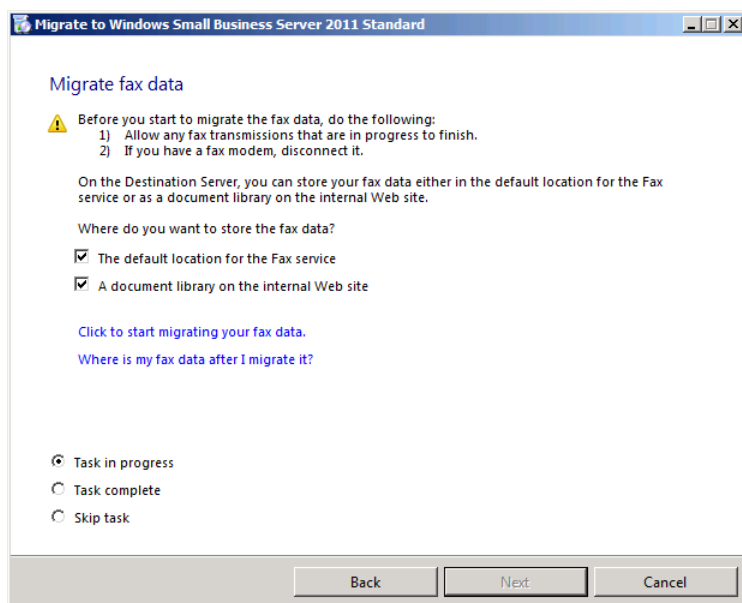 Migrate to Windows Small Business Server 2011 Standard
Migrate fax data
Before you start to migrate the fax data, do the following:
1) Allow any fax transmissions that are in progress to finish.
2) If you have a fax modem, disconnect it.
On the Destination Server, you can store your fax data either in the default location for the Fax
service or as a document library on the internal Web site.
Where do you want to store the fax data?
The default location for the Fax service
A document library on the internal Web site
Click to start migrating your fax data.
Where is my fax data after I migrate it?
Task in progress
Task complete
Skip task
Back Next Cancel